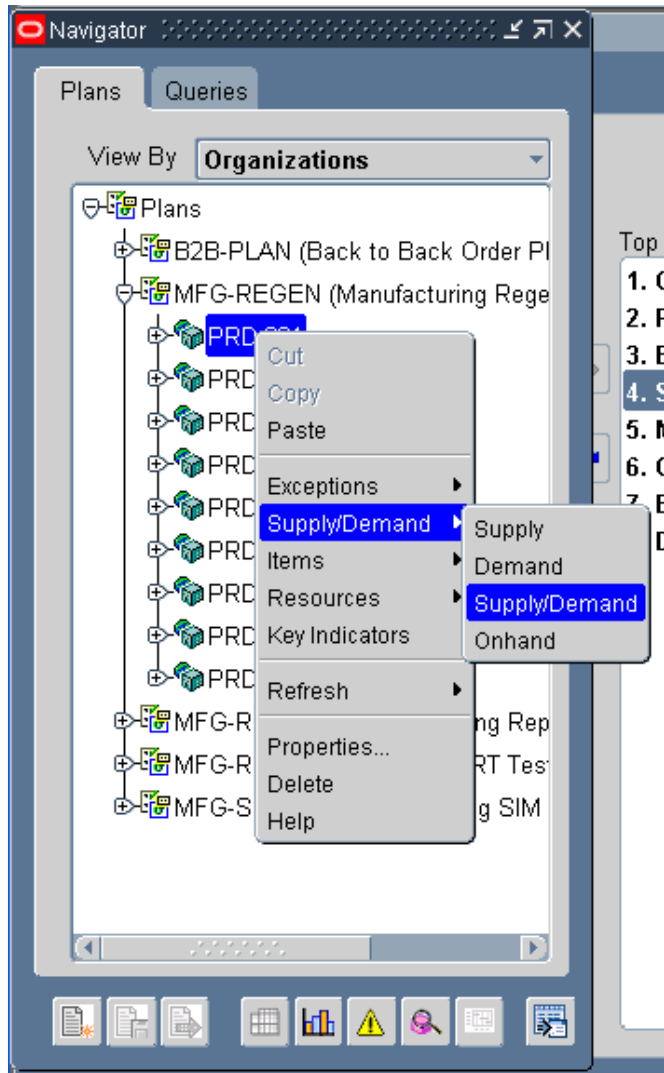 Navigator
Plans Queries
View By Organizations
Plans
B2B-PLAN (Back to Back Order Pl
MFG-REGEN (Manufacturing Rege
PRD
PRD
PRD
PRD
PRD
PRD
PRD
PRD
PRD
MFG-R ng Rep
MFG-R RT Tes
MFG-S g SIM
Cut
Copy
Paste
Exceptions
Supply/Demand
Items
Resources
Key Indicators
Refresh
Properties...
Delete
Help
Supply
Demand
Supply/Demand
Onhand
Top
1.
2.
3.
4. S
5.
6.
7.